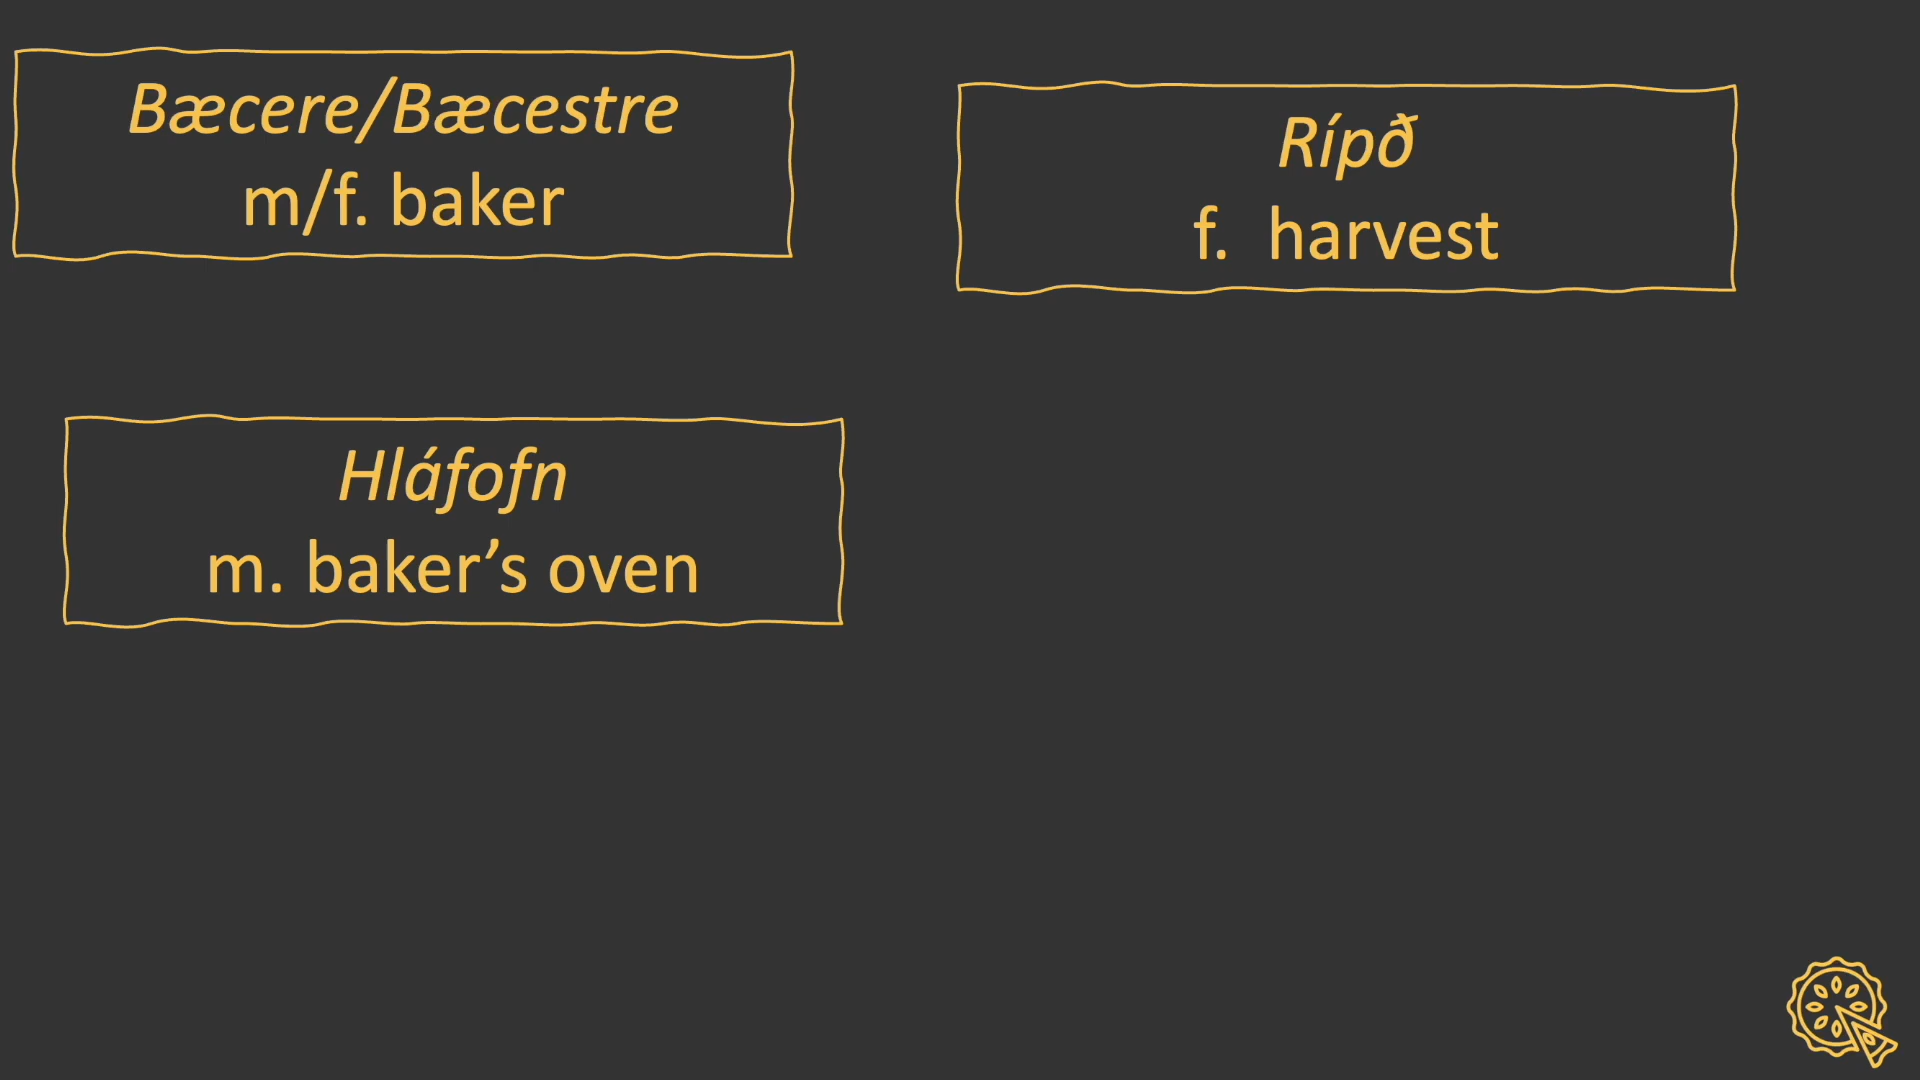 Bæcere/Bæcestre
m/f. baker
Rípð
f.  harvest
Hláfofn
m. baker’s oven